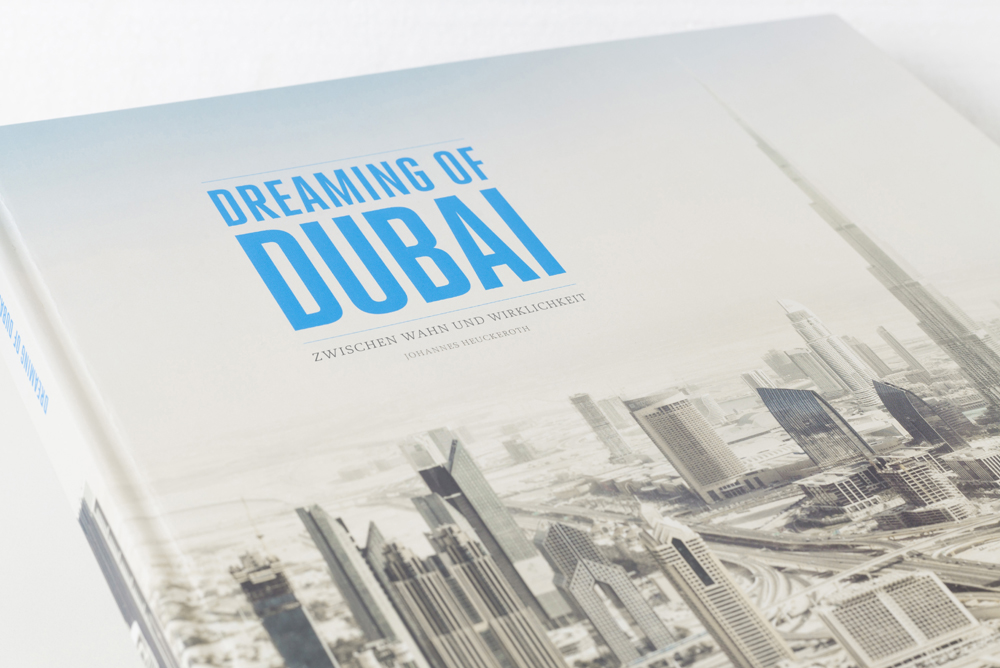 DREAMING OF
DUBAI
ZWISCHEN WAHN UND WIRKLICHKEIT
JOHANNES HEUCKEROTH
DREAMING OF DUBAI